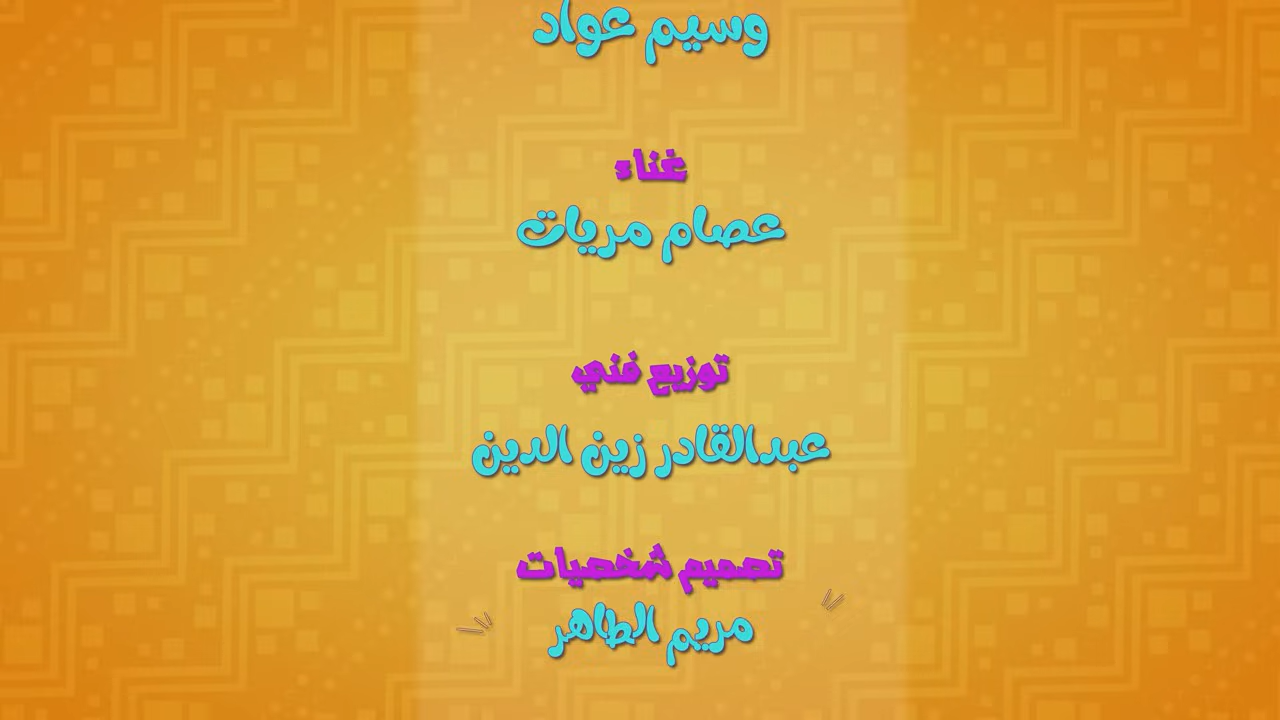 وسيم عواد
غناء
عصام مريات
توزيع فني
عبدالقادر زين الدين
تصميم شخصيات
مريم الطاهر